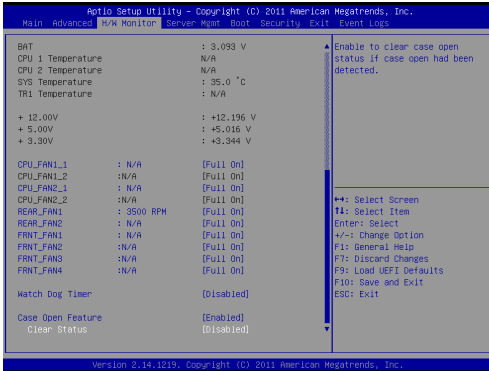 Aptio Setup Utility - Copyright (C) 2011 American Megatrends, Inc.
Main Advanced H/W Monitor Server Mgmt Boot Security Exit Event Logs
BAT : 3.093 V
CPU 1 Temperature N/A
CPU 2 Temperature N/A
SYS Temperature : 35.0 °C
TR1 Temperature : N/A
+ 12.00V : +12.196 V
+ 5.00V : +5.016 V
+ 3.30V : +3.344 V
CPU_FAN1_1 : N/A [Full On]
CPU_FAN1_2 :N/A [Full On]
CPU_FAN2_1 : N/A [Full On]
CPU_FAN2_2 :N/A [Full On]
REAR_FAN1 : 3500 RPM [Full On]
REAR_FAN2 : N/A [Full On]
FRNT_FAN1 : N/A [Full On]
FRNT_FAN2 :N/A [Full On]
FRNT_FAN3 :N/A [Full On]
FRNT_FAN4 :N/A [Full On]
Watch Dog Timer [Disabled]
Case Open Feature [Enabled]
Clear Status [Disabled]
Enable to clear case open
status if case open had been
detected.
↔: Select Screen
↑↓: Select Item
Enter: Select
+/-: Change Option
F1: General Help
F7: Discard Changes
F9: Load UEFI Defaults
F10: Save and Exit
ESC: Exit
Version 2.14.1219. Copyright (C) 2011 American Megatrends, Inc.